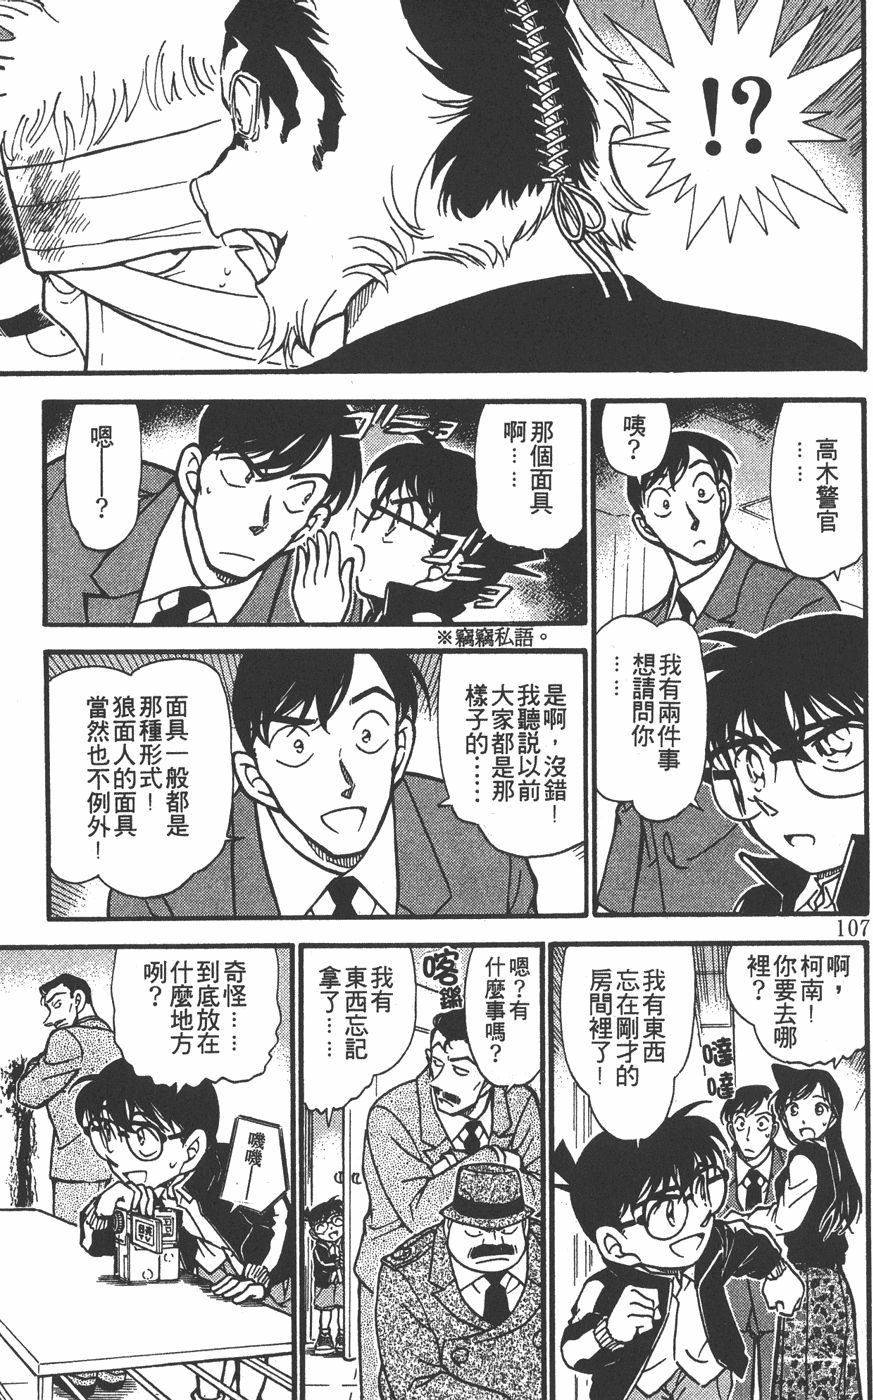 !?
高木警官
……
咦？
我有兩件事
想請問你
……
那個面具
啊……
嗯──？
※竊竊私語。
是啊，沒錯！
我聽說以前
大家都是那
樣子的……
面具一般都是
那種形式！
狼面人的面具
當然也不例外！
107
啊，
柯南！
你要去哪
裡？
噠噠
我有東西
忘在剛才的
房間裡了！
喀鏘
嗯？有
什麼事嗎？
我有
東西忘記
拿了……
奇怪……
到底放在
什麼地方
咧？
嘰嘰──